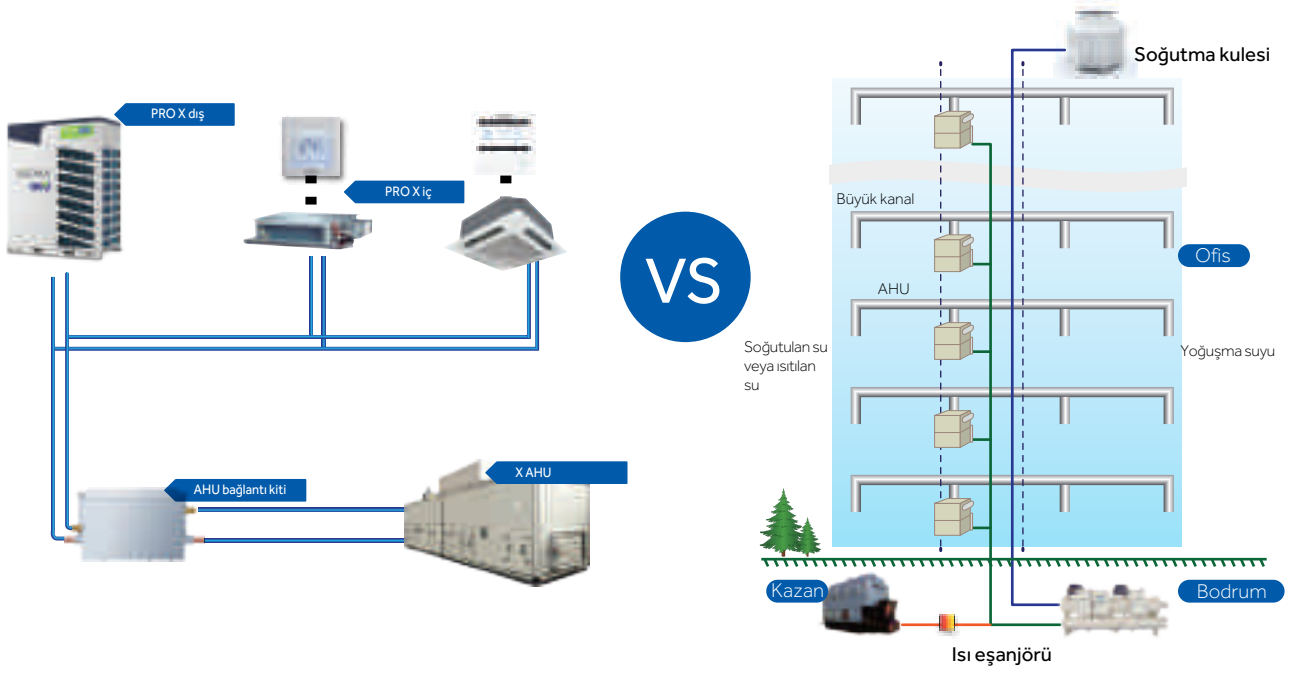 PRO X dış
PRO X iç
AHU bağlantı kiti
X AHU
VS
Soğutma kulesi
Büyük kanal
Ofis
AHU
Soğutulan su
veya ısıtılan
su
Yoğuşma suyu
Kazan
Bodrum
Isı eşanjörü